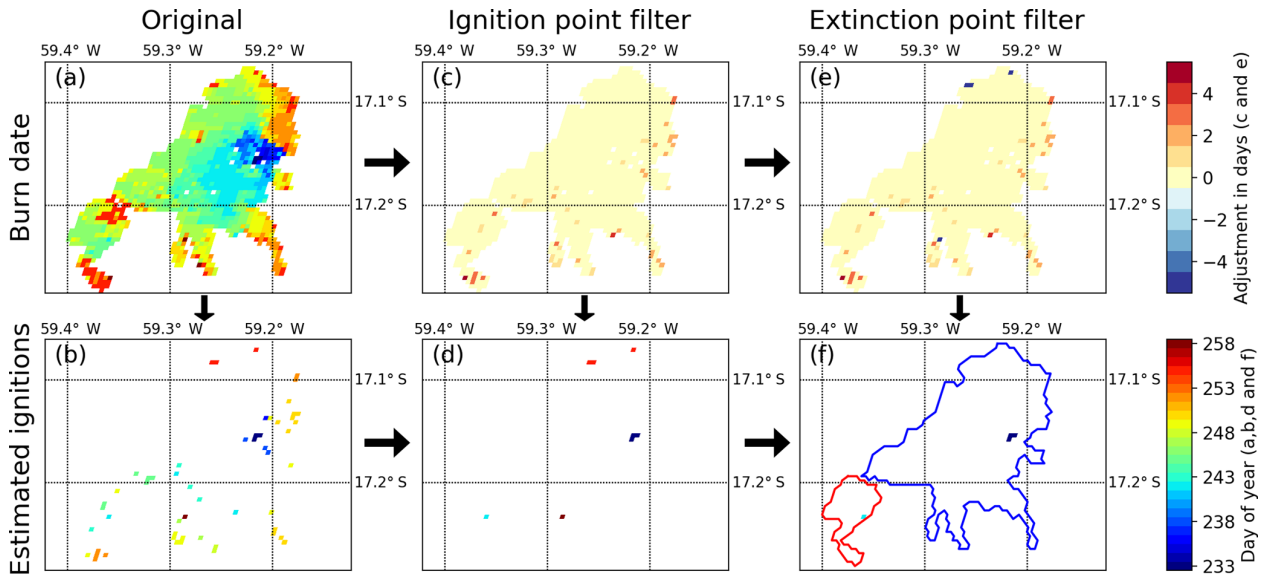 Original
Ignition point filter
Extinction point filter
59.4° W 59.3° W 59.2° W
59.4° W 59.3° W 59.2° W
59.4° W 59.3° W 59.2° W
Burn date
(a)
(c)
(e)
17.1°S
17.1°S
17.1°S
17.2°S
17.2°S
17.2°S
4
2
0
−2
−4
Adjustment in days (c and e)
59.4° W 59.3° W 59.2° W
59.4° W 59.3° W 59.2° W
59.4° W 59.3° W 59.2° W
Estimated ignitions
(b)
(d)
(f)
17.1°S
17.1°S
17.1°S
17.2°S
17.2°S
17.2°S
258
253
248
243
238
233
Day of year (a,b,d and f)